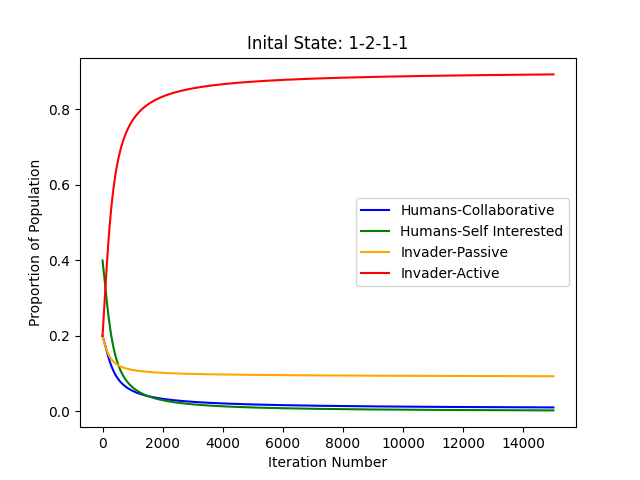 Inital State: 1-2-1-1
Proportion of Population
0.8
0.6
0.4
0.2
0.0
Humans-Collaborative
Humans-Self Interested
Invader-Passive
Invader-Active
0 2000 4000 6000 8000 10000 12000 14000
Iteration Number